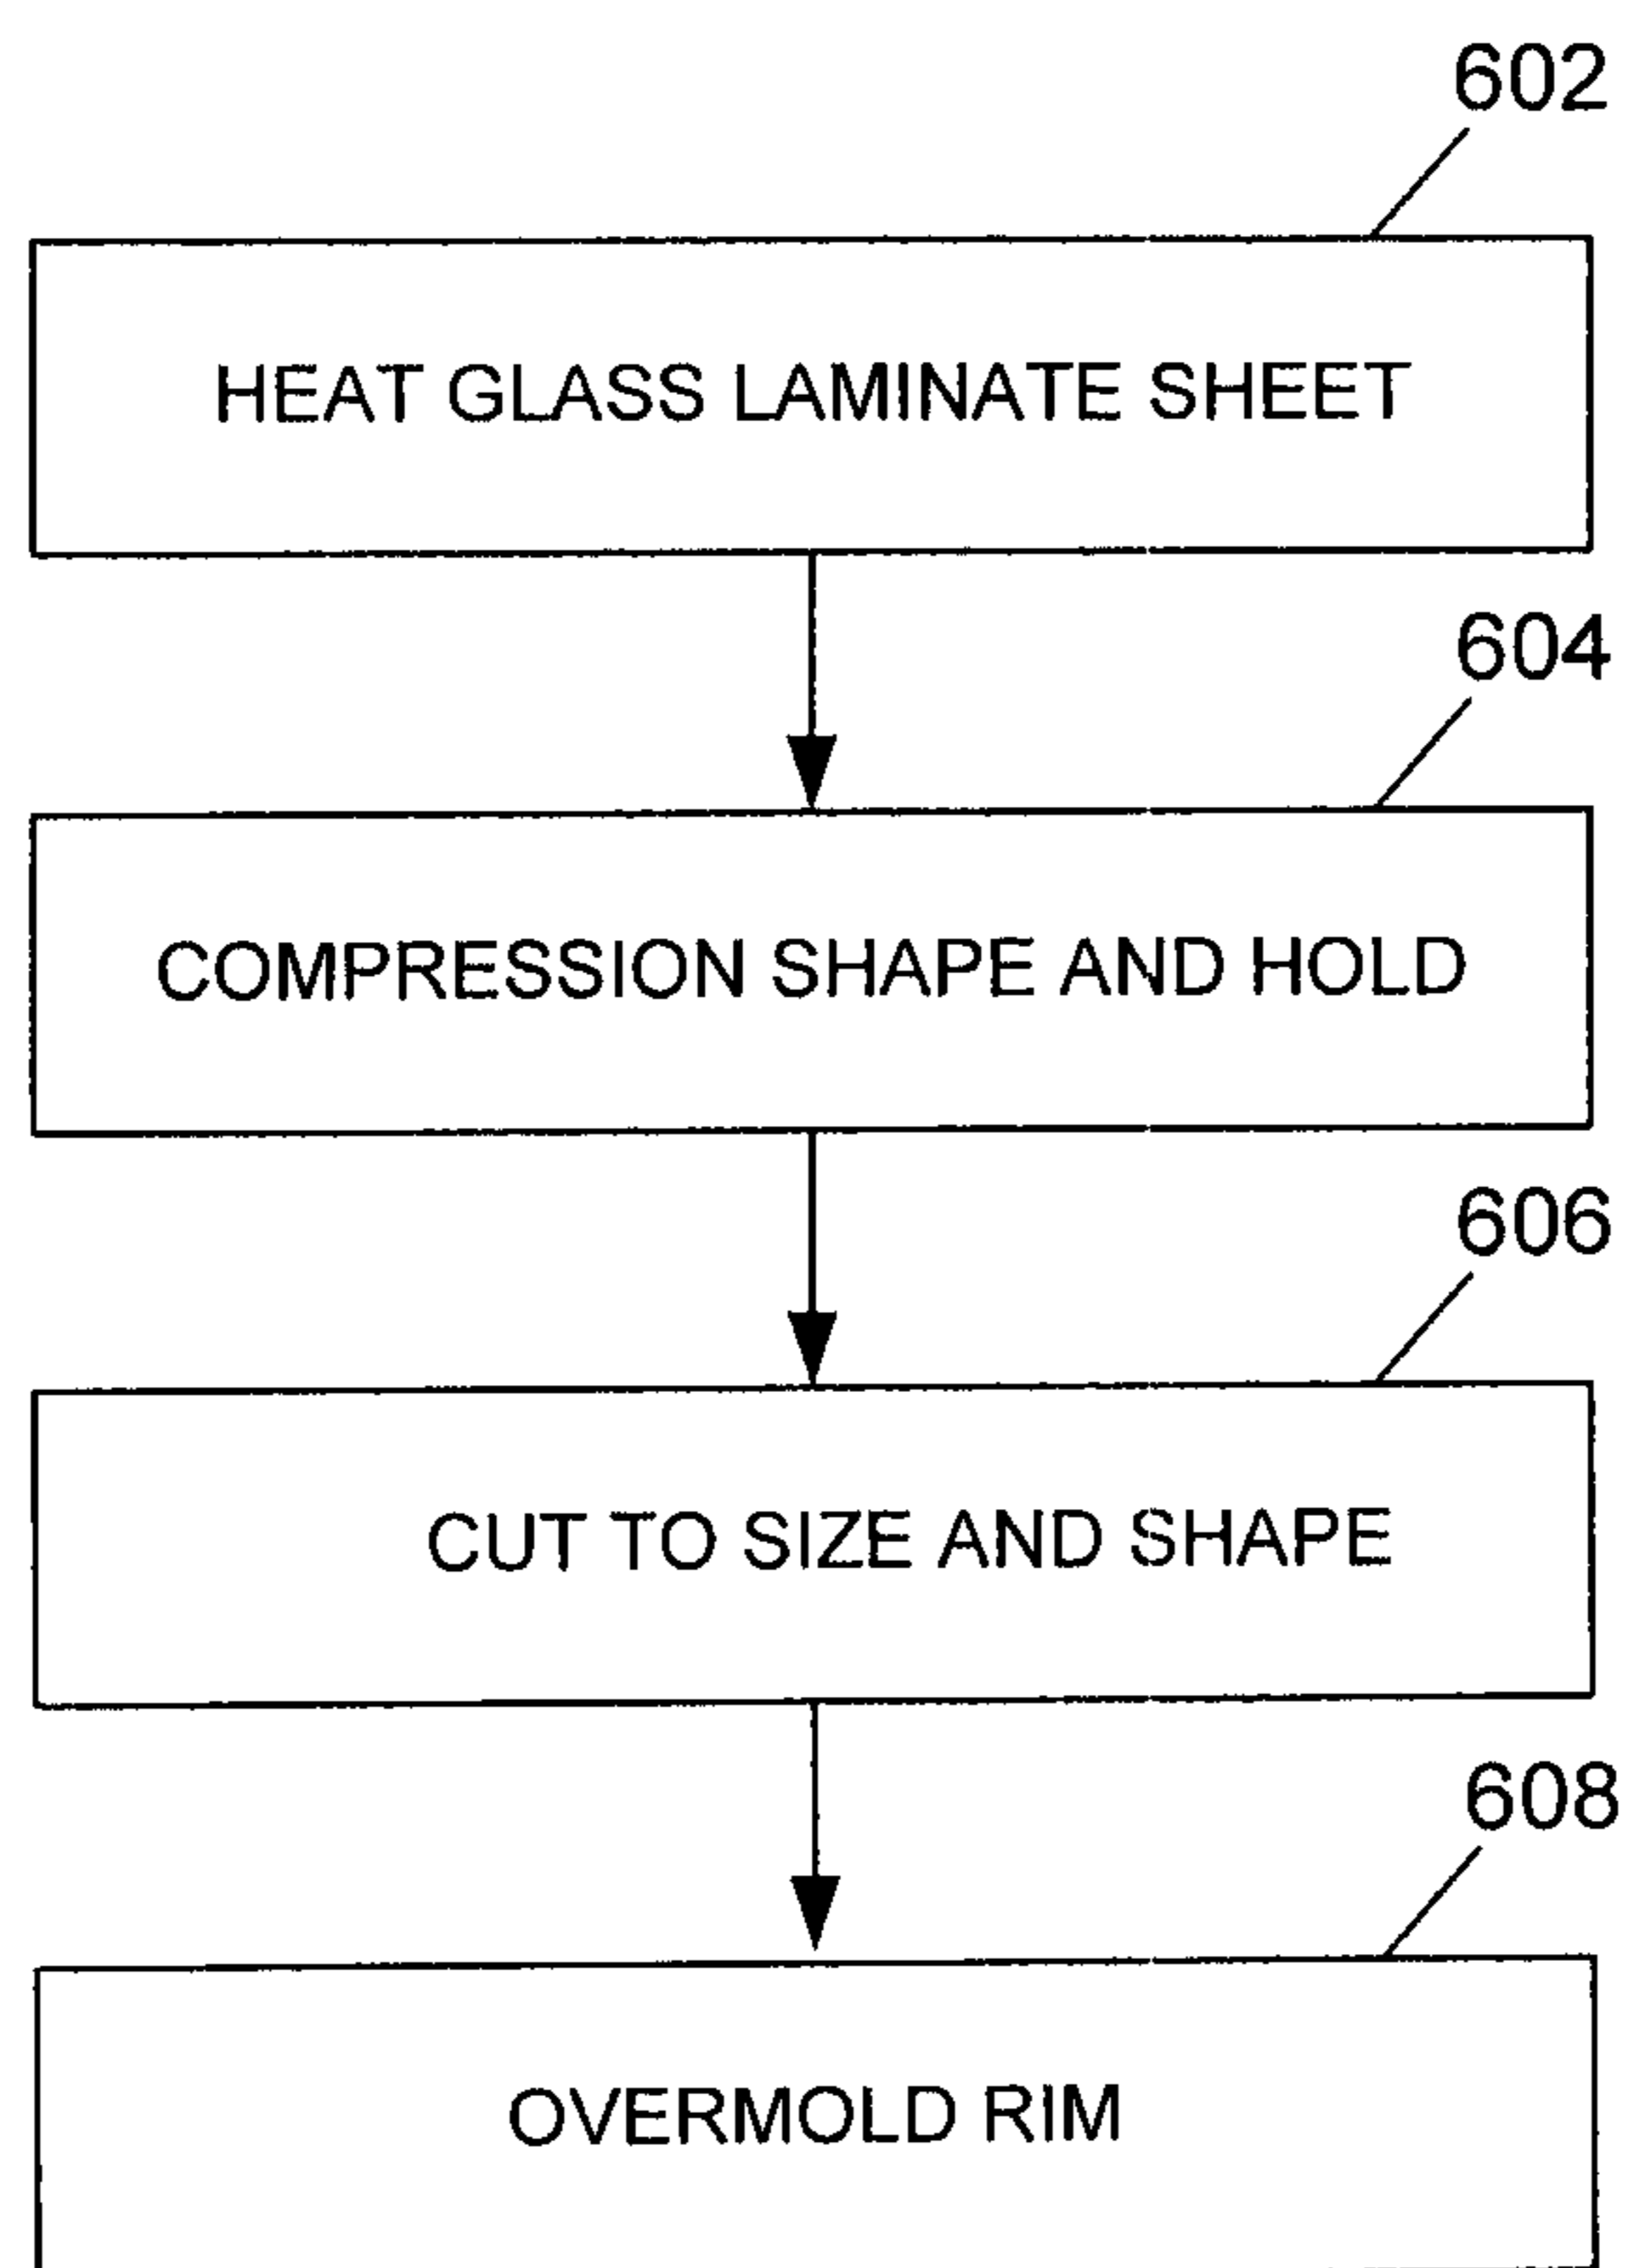 602
HEAT GLASS LAMINATE SHEET
604
COMPRESSION SHAPE AND HOLD
606
CUT TO SIZE AND SHAPE
608
OVERMOLD RIM